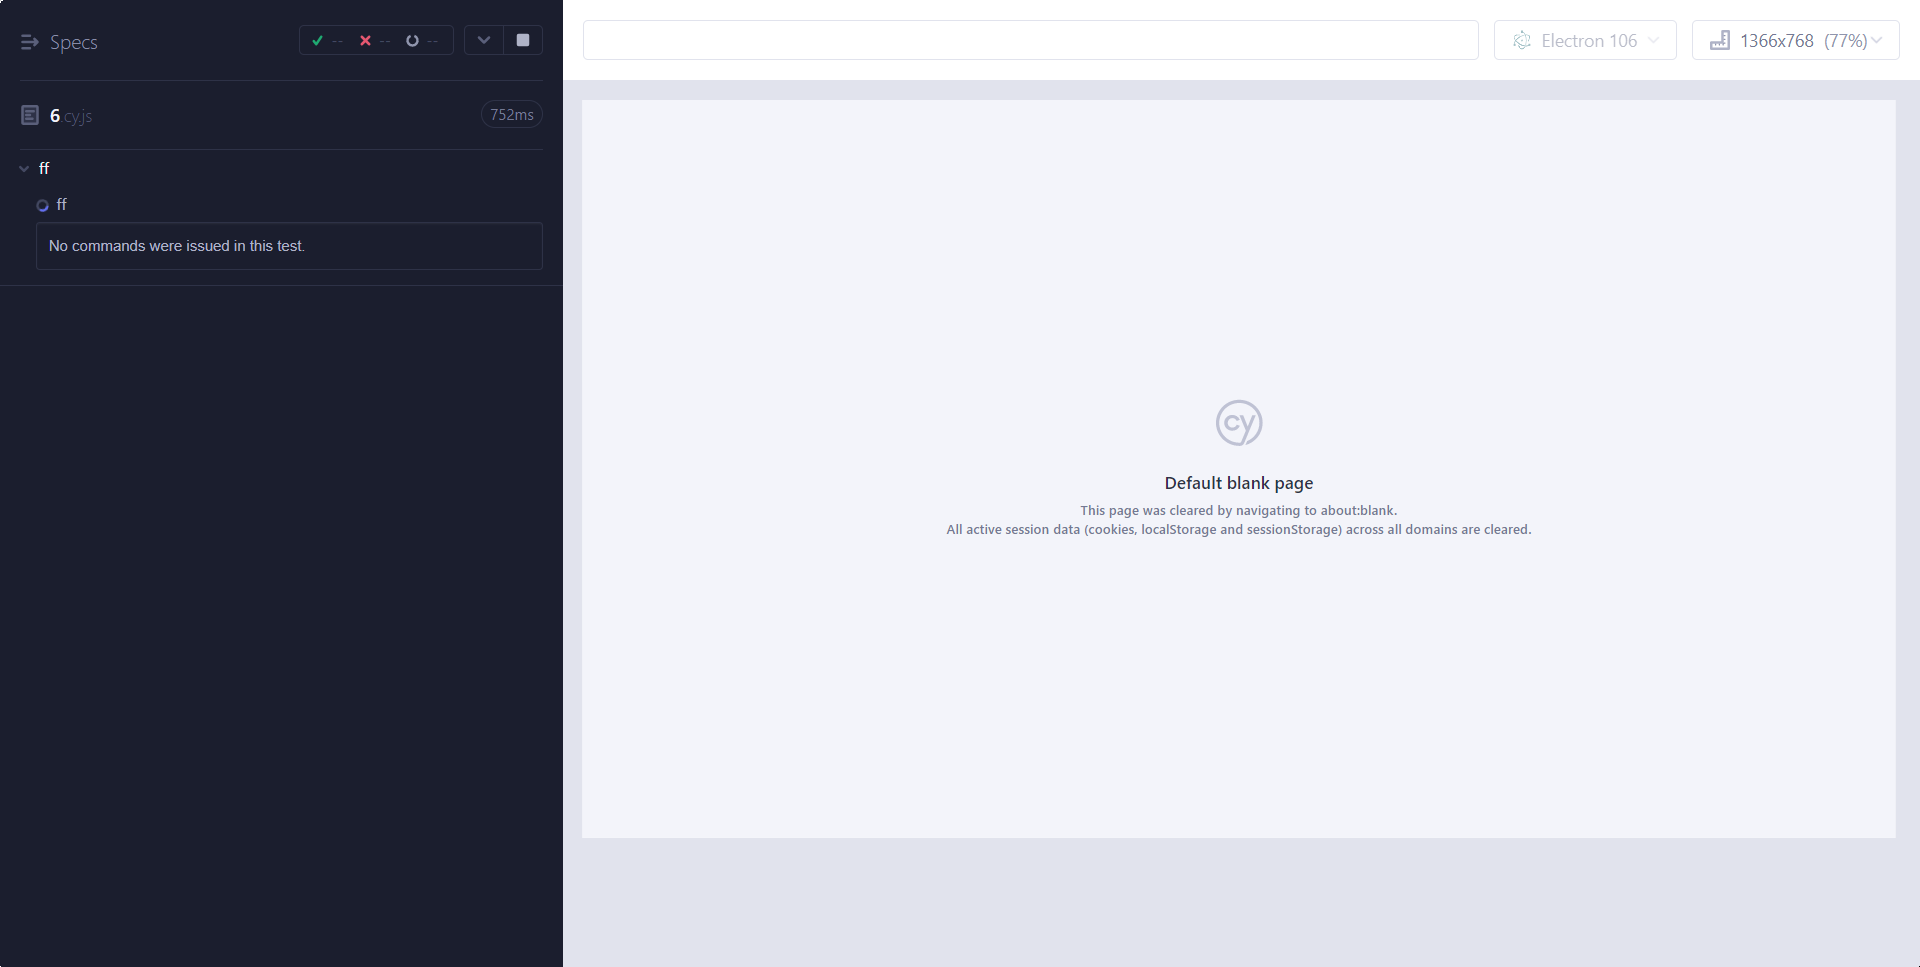 Specs
-- -- --
6.cy.js
752ms
ff
ff
No commands were issued in this test.
Electron 106
1366x768 (77%)
cy
Default blank page
This page was cleared by navigating to about:blank.
All active session data (cookies, localStorage and sessionStorage) across all domains are cleared.